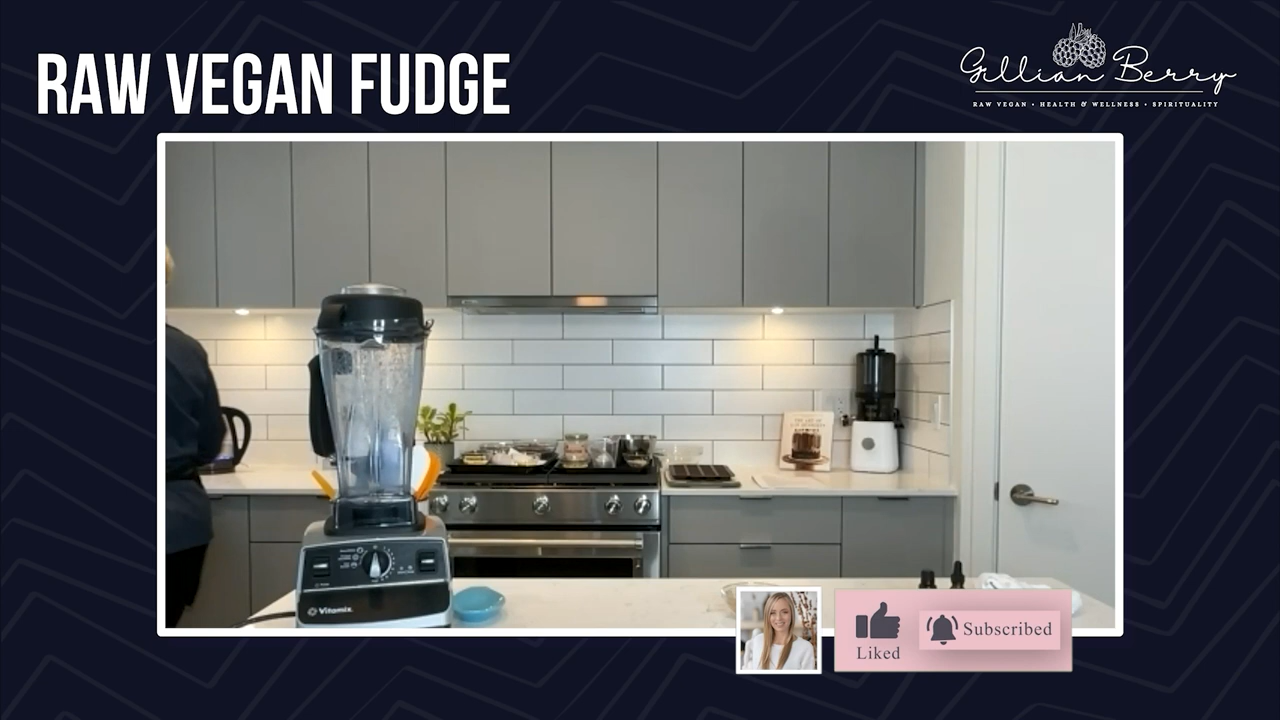 RAW VEGAN FUDGE
Gillian Berry
RAW VEGAN • HEALTH & WELLNESS • SPIRITUALITY
Vitamix
Liked
Subscribed